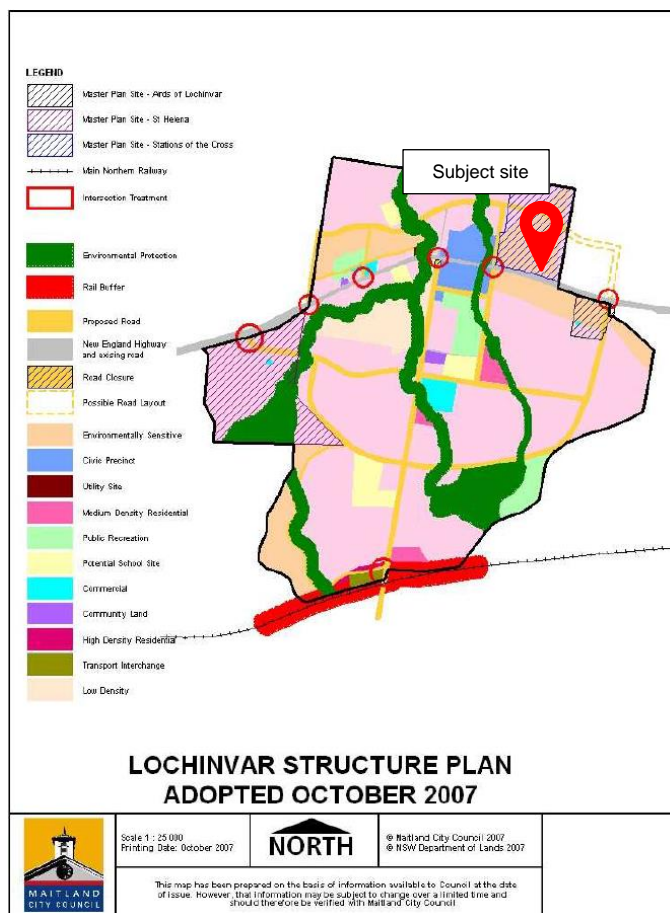 LEGEND
Master Plan Site - Airds of Lochinvar
Master Plan Site - St Helena
Master Plan Site - Stations of the Cross
Main Northern Railway
Intersection Treatment
Environmental Protection
Rail Buffer
Proposed Road
New England Highway
and existing road
Road Closure
Possible Road Layout
Environmentally Sensitive
Civic Precinct
Utility Site
Medium Density Residential
Public Recreation
Potential School Site
Commercial
Community Land
High Density Residential
Transport Interchange
Low Density
Subject site
LOCHINVAR STRUCTURE PLAN
ADOPTED OCTOBER 2007
MAITLAND
CITY COUNCIL
Scale 1 : 25 000
Printing Date: October 2007
NORTH
© Maitland City Council 2007
© NSW Department of Lands 2007
This map has been prepared on the basis of information available to Council at the date
of issue. However, that information may be subject to change over a limited time and
should therefore be verified with Maitland City Council